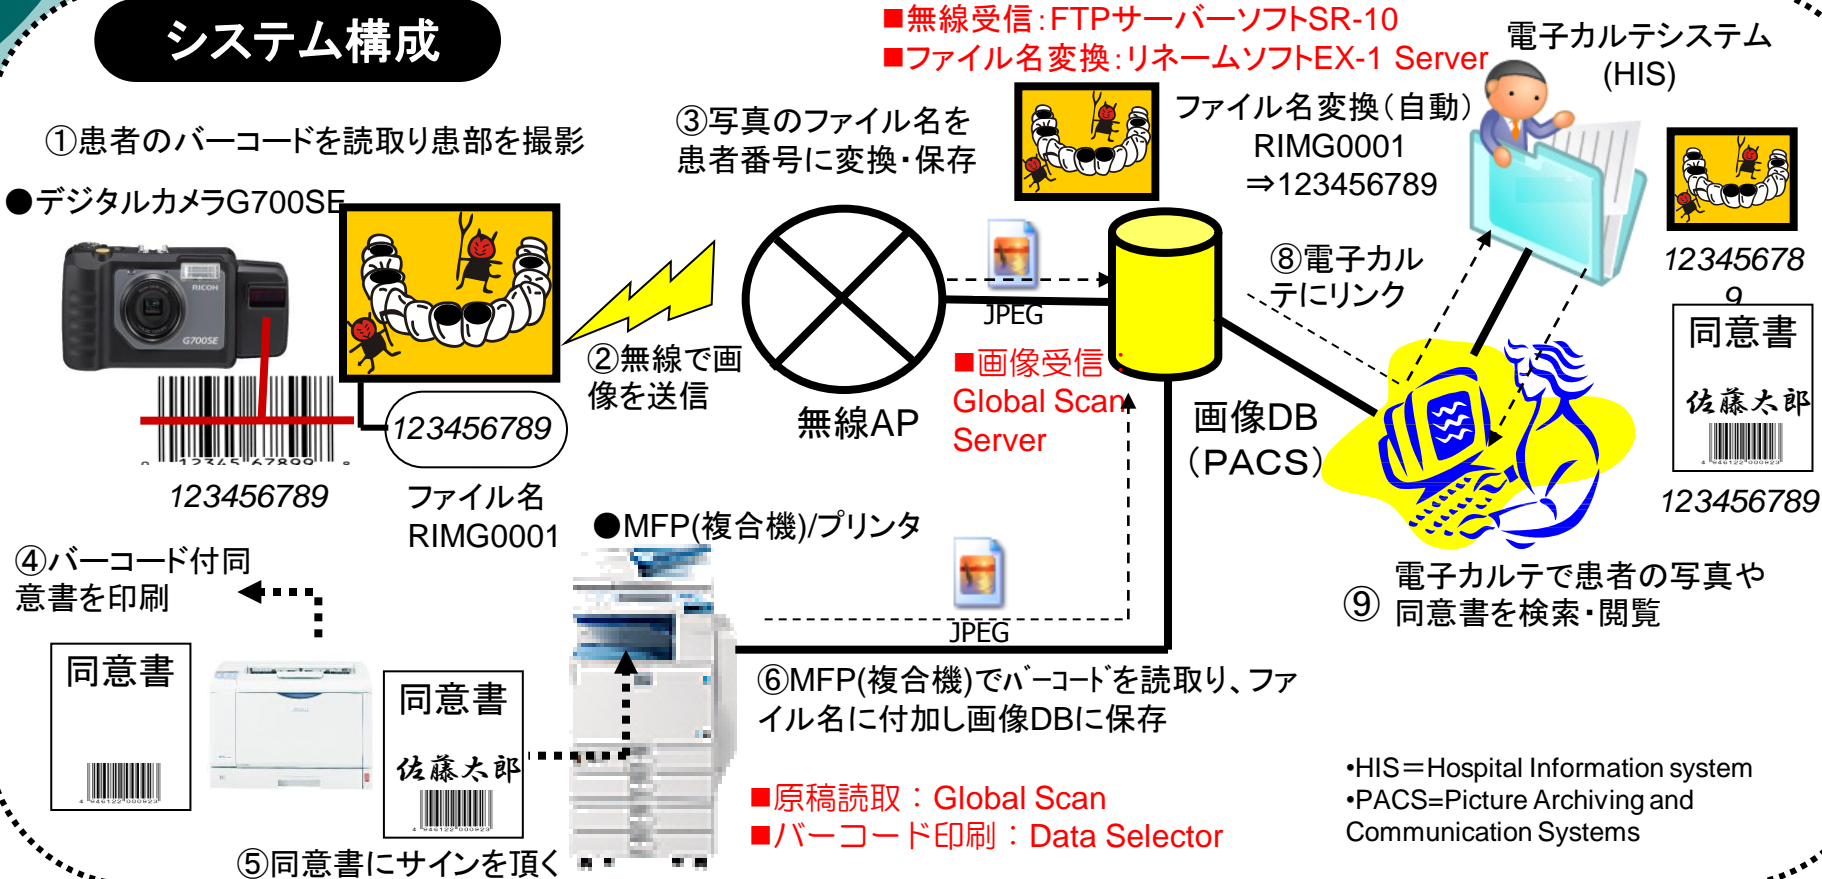 システム構成
■無線受信：FTPサーバーソフトSR-10
■ファイル名変換：リネームソフトEX-1 Server
電子カルテシステム
(HIS)
①患者のバーコードを読取り患部を撮影
③写真のファイル名を
患者番号に変換・保存
ファイル名変換（自動）
RIMG0001
⇒123456789
●デジタルカメラG700SE
RICOH
G700SE
②無線で画
像を送信
無線AP
JPEG
■画像受信：
Global Scan
Server
画像DB
（PACS）
⑧電子カル
テにリンク
12345678
9
同意書
佐藤太郎
4 946122 000923
123456789
0 12345 67899 8
123456789
123456789
ファイル名
RIMG0001
④バーコード付同
意書を印刷
●MFP(複合機)/プリンタ
JPEG
⑨
電子カルテで患者の写真や
同意書を検索・閲覧
同意書
4 946122 000923
同意書
佐藤太郎
4 946122 000923
⑤同意書にサインを頂く
⑥MFP(複合機)でﾊﾞｰｺｰﾄﾞを読取り、ファ
イル名に付加し画像DBに保存
■原稿読取：Global Scan
■バーコード印刷：Data Selector
•HIS＝Hospital Information system
•PACS=Picture Archiving and
Communication Systems